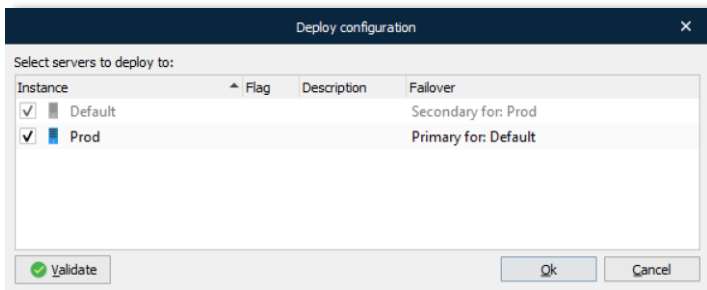 Deploy configuration
Select servers to deploy to:
Instance Flag Description Failover
Default Secondary for: Prod
Prod Primary for: Default
Validate Ok Cancel